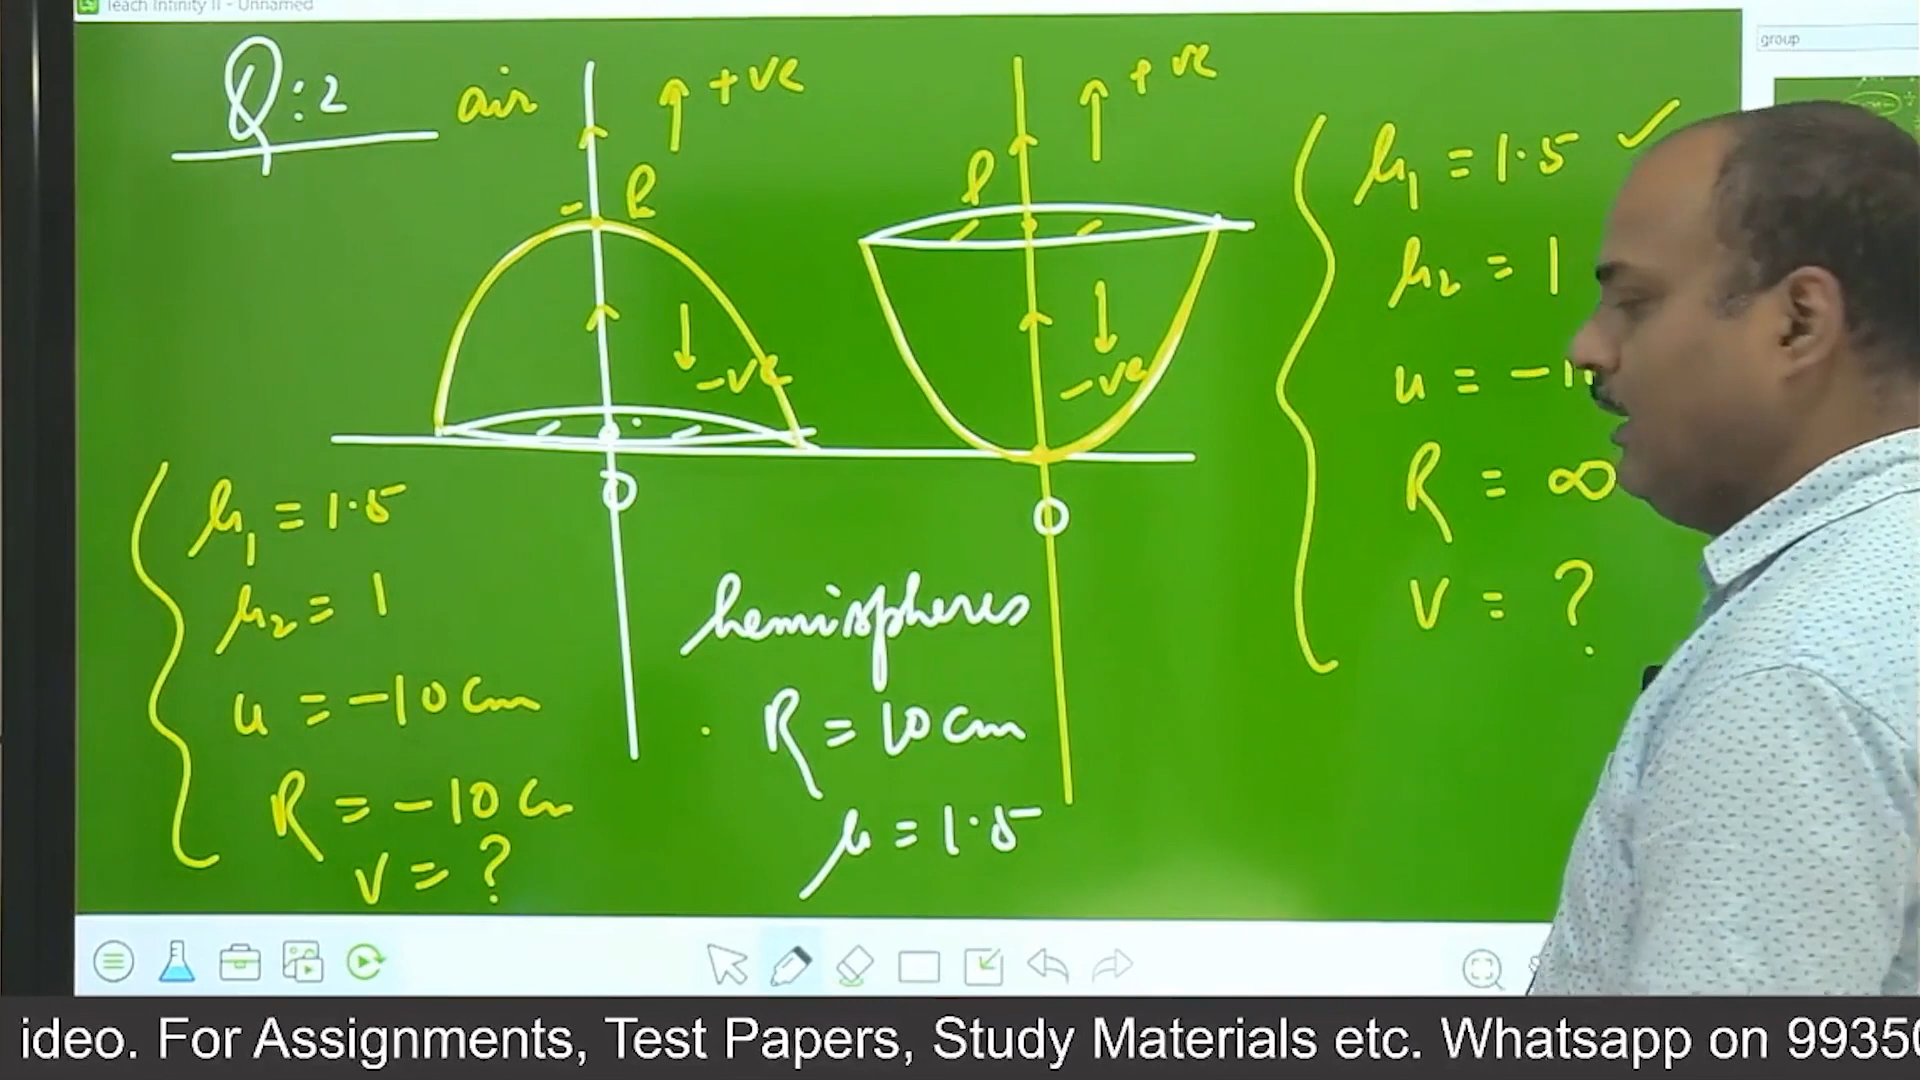 Teach Infinity II - Unnamed
group
Q:2
air
+ve
+ve
P
P
-ve
-ve
O
O
μ₁ = 1.5
μ₂ = 1
u = -10 cm
R = -10 cm
v = ?
hemispheres
R = 10 cm
μ = 1.5
μ₁ = 1.5 ✓
μ₂ = 1
u = -1
R = ∞
v = ?
ideo. For Assignments, Test Papers, Study Materials etc. Whatsapp on 9935